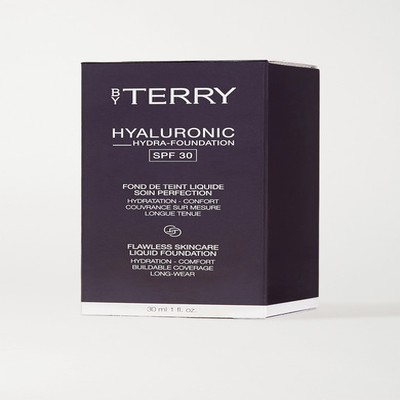 BY TERRY
HYALURONIC
HYDRA-FOUNDATION
SPF 30
FOND DE TEINT LIQUIDE
SOIN PERFECTION
HYDRATATION - CONFORT
COUVRANCE SUR MESURE
LONGUE TENUE
FLAWLESS SKINCARE
LIQUID FOUNDATION
HYDRATION - COMFORT
BUILDABLE COVERAGE
LONG-WEAR
30 ml 1 fl. oz.